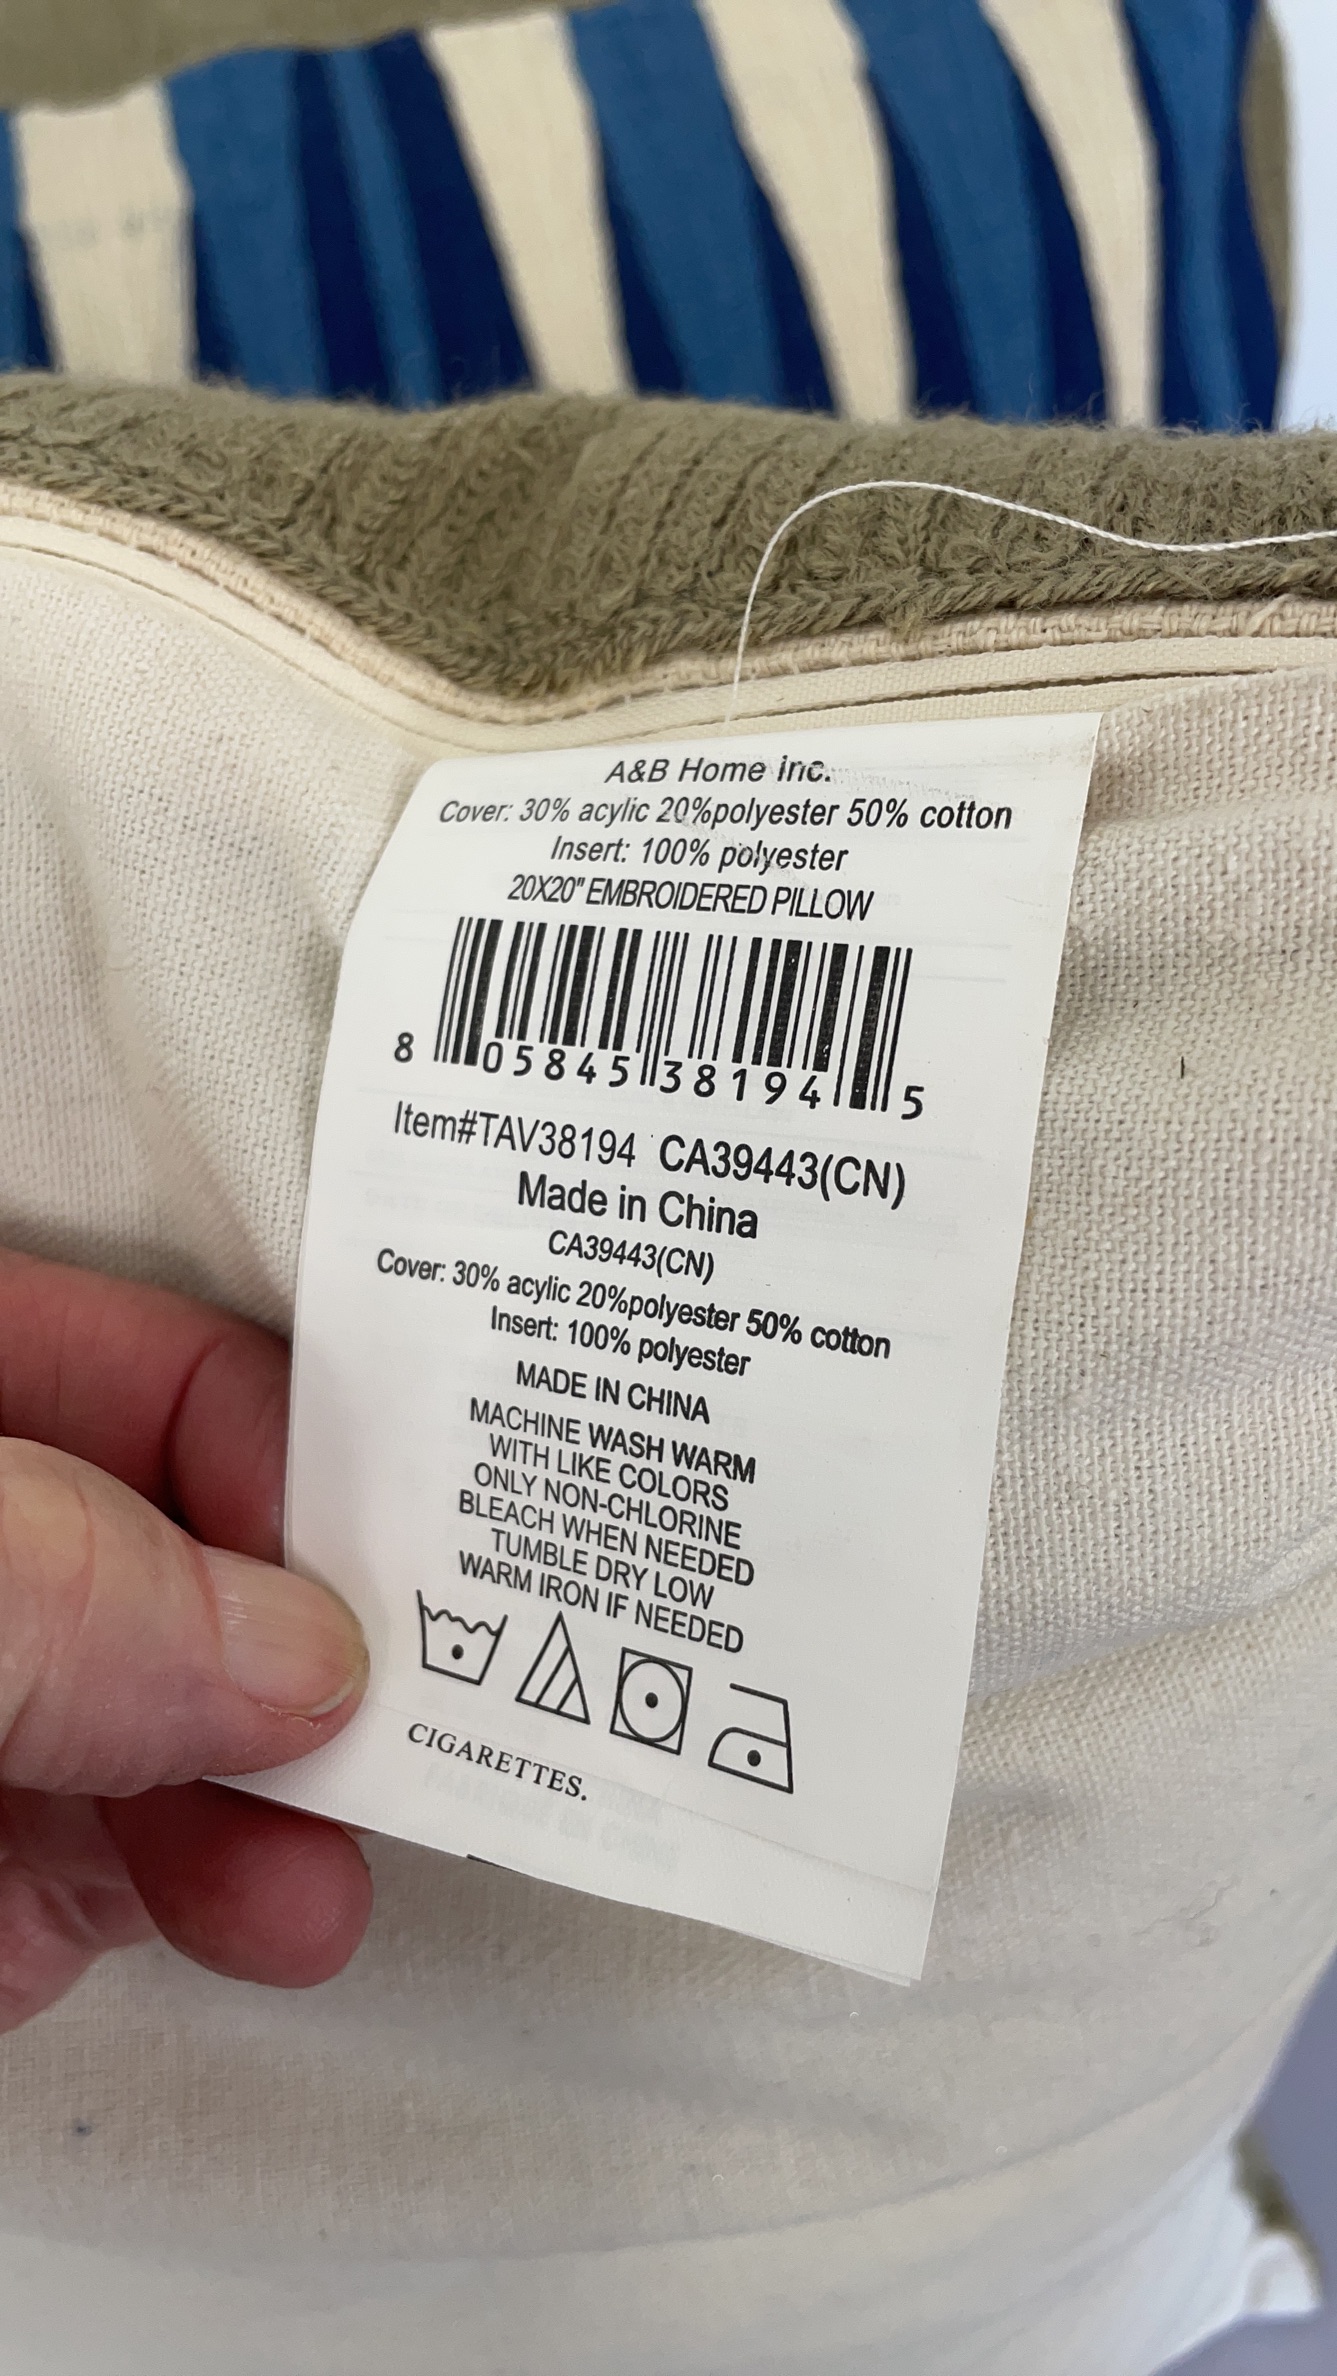 A&B Home inc.
Cover: 30% acylic 20%polyester 50% cotton
Insert: 100% polyester
20X20" EMBROIDERED PILLOW
8 05845 38194 5
Item#TAV38194 CA39443(CN)
Made in China
CA39443(CN)
Cover: 30% acylic 20%polyester 50% cotton
Insert: 100% polyester
MADE IN CHINA
MACHINE WASH WARM
WITH LIKE COLORS
ONLY NON-CHLORINE
BLEACH WHEN NEEDED
TUMBLE DRY LOW
WARM IRON IF NEEDED
CIGARETTES.